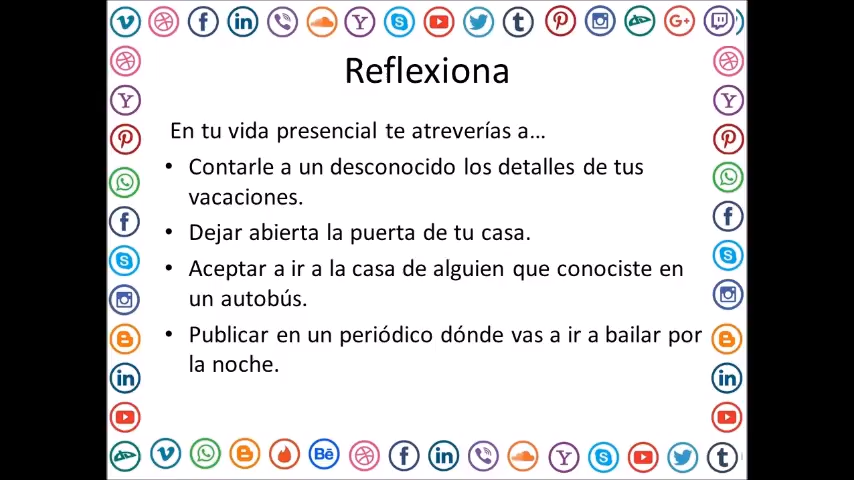 Reflexiona
En tu vida presencial te atreverías a...
• Contarle a un desconocido los detalles de tus
vacaciones.
• Dejar abierta la puerta de tu casa.
• Aceptar a ir a la casa de alguien que conociste en
un autobús.
• Publicar en un periódico dónde vas a ir a bailar por
la noche.